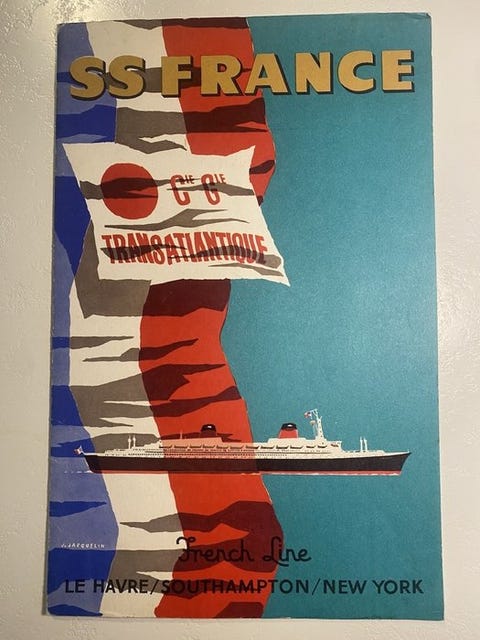 SS FRANCE
Cie Gle
TRANSATLANTIQUE
J. JACQUELIN
French Line
LE HAVRE/SOUTHAMPTON/NEW YORK